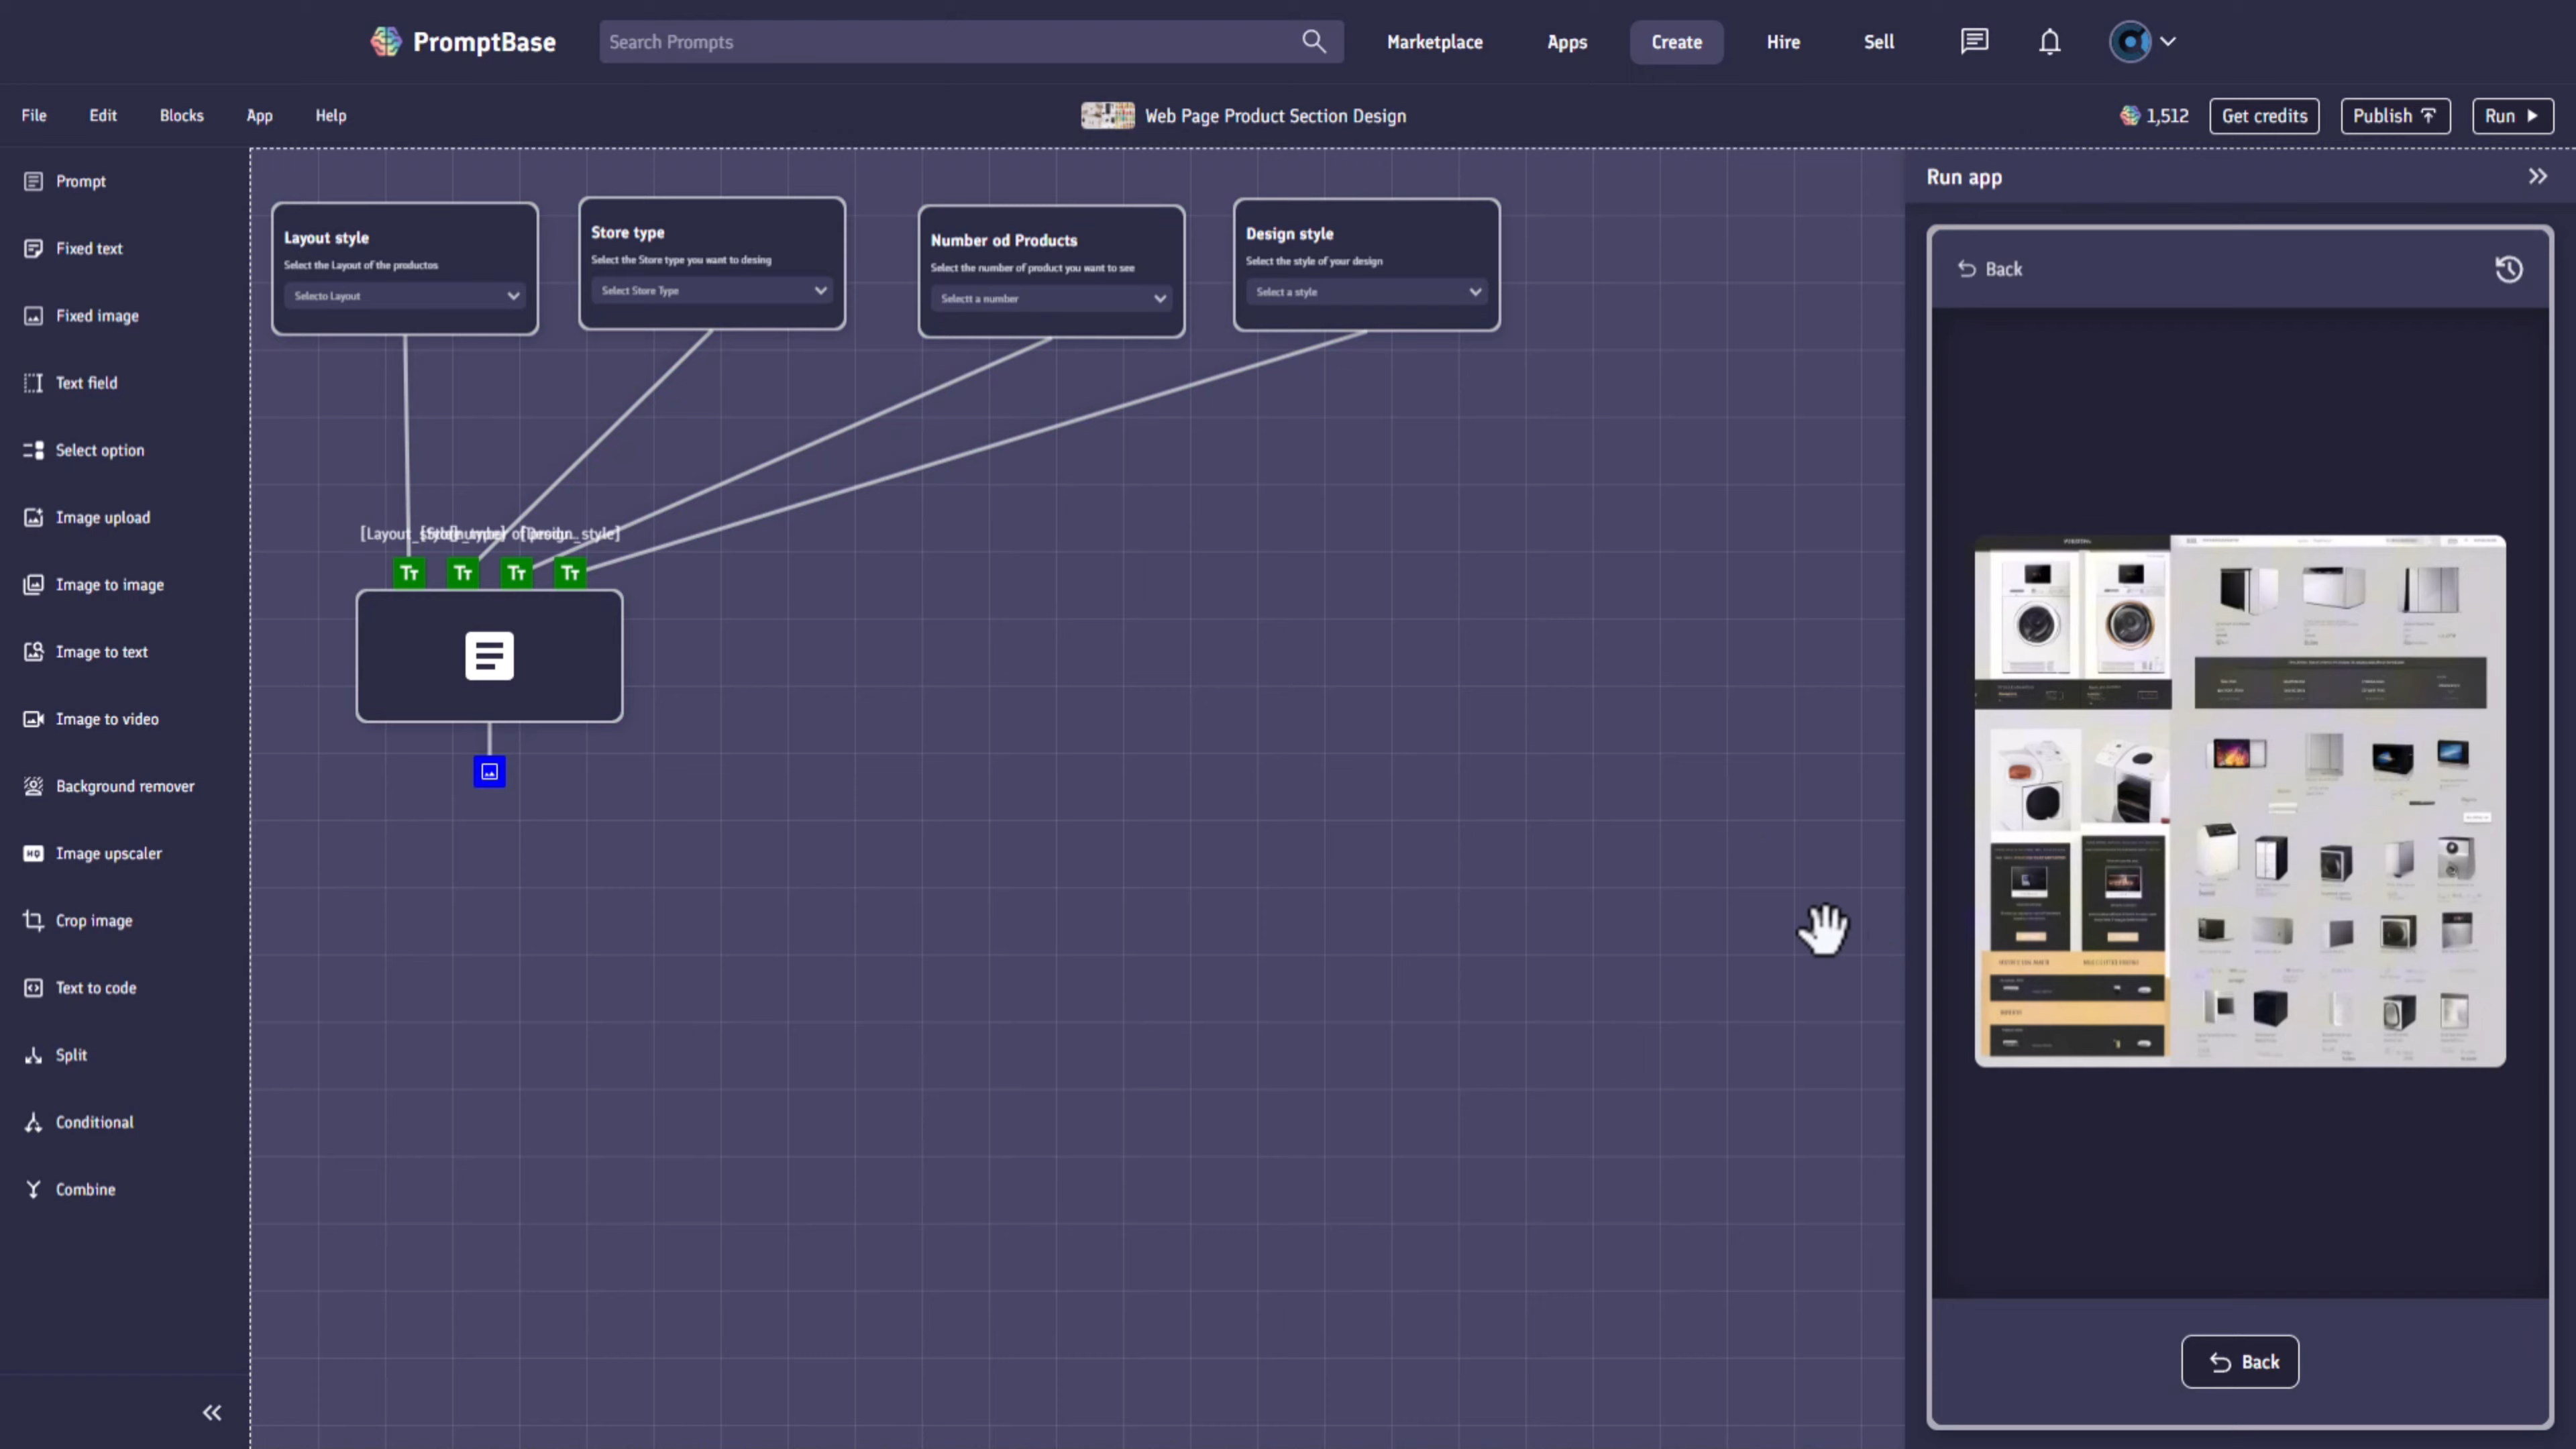 PromptBase
Search Prompts
Marketplace
Apps
Create
Hire
Sell
File
Edit
Blocks
App
Help
Web Page Product Section Design
1,512
Get credits
Publish
Run
Prompt
Fixed text
Fixed image
Text field
Select option
Image upload
Image to image
Image to text
Image to video
Background remover
HQ
Image upscaler
Crop image
Text to code
Split
Conditional
Combine
Layout style
Select the Layout of the productos
Selecto Layout
Store type
Select the Store type you want to desing
Select Store Type
Number od Products
Select the number of product you want to see
Selectt a number
Design style
Select the style of your design
Select a style
Tt
Tt
Tt
Tt
Run app
Back
Back